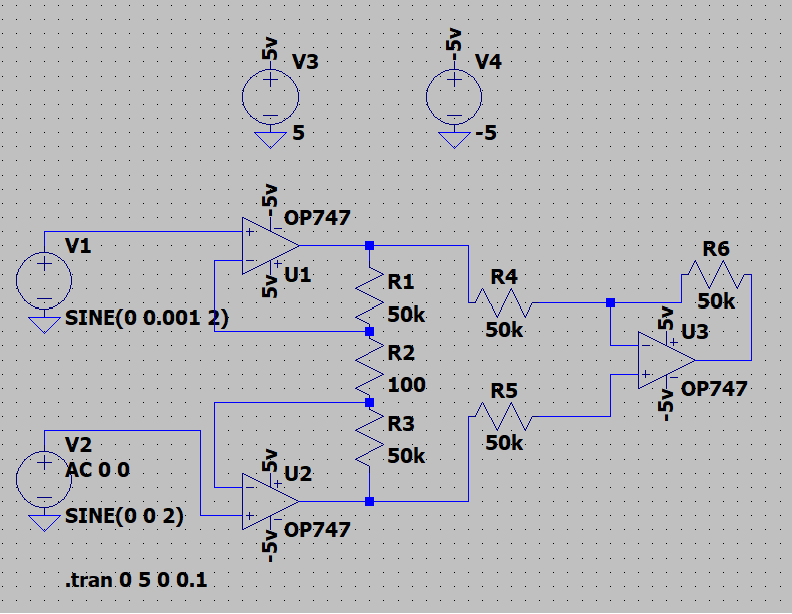 5v
V3
5
-5v
V4
-5
-5v
OP747
U1
5v
V1
SINE(0 0.001 2)
R1
50k
R2
100
R3
50k
R4
50k
R5
50k
R6
50k
5v
U3
OP747
-5v
V2
AC 0 0
SINE(0 0 2)
5v
U2
OP747
-5v
.tran 0 5 0 0.1